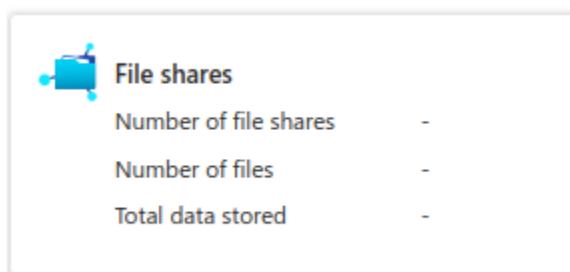 File shares
Number of file shares -
Number of files -
Total data stored -